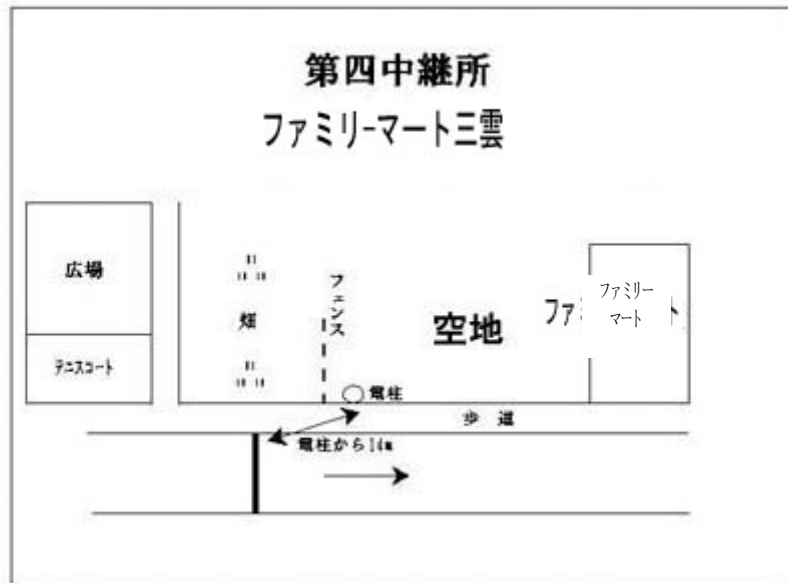 第四中継所
ファミリーマート三雲
広場
テニスコート
畑
フェンス
空地
ファミリー
マート
ファミ
ト
電柱
歩道
電柱から14m